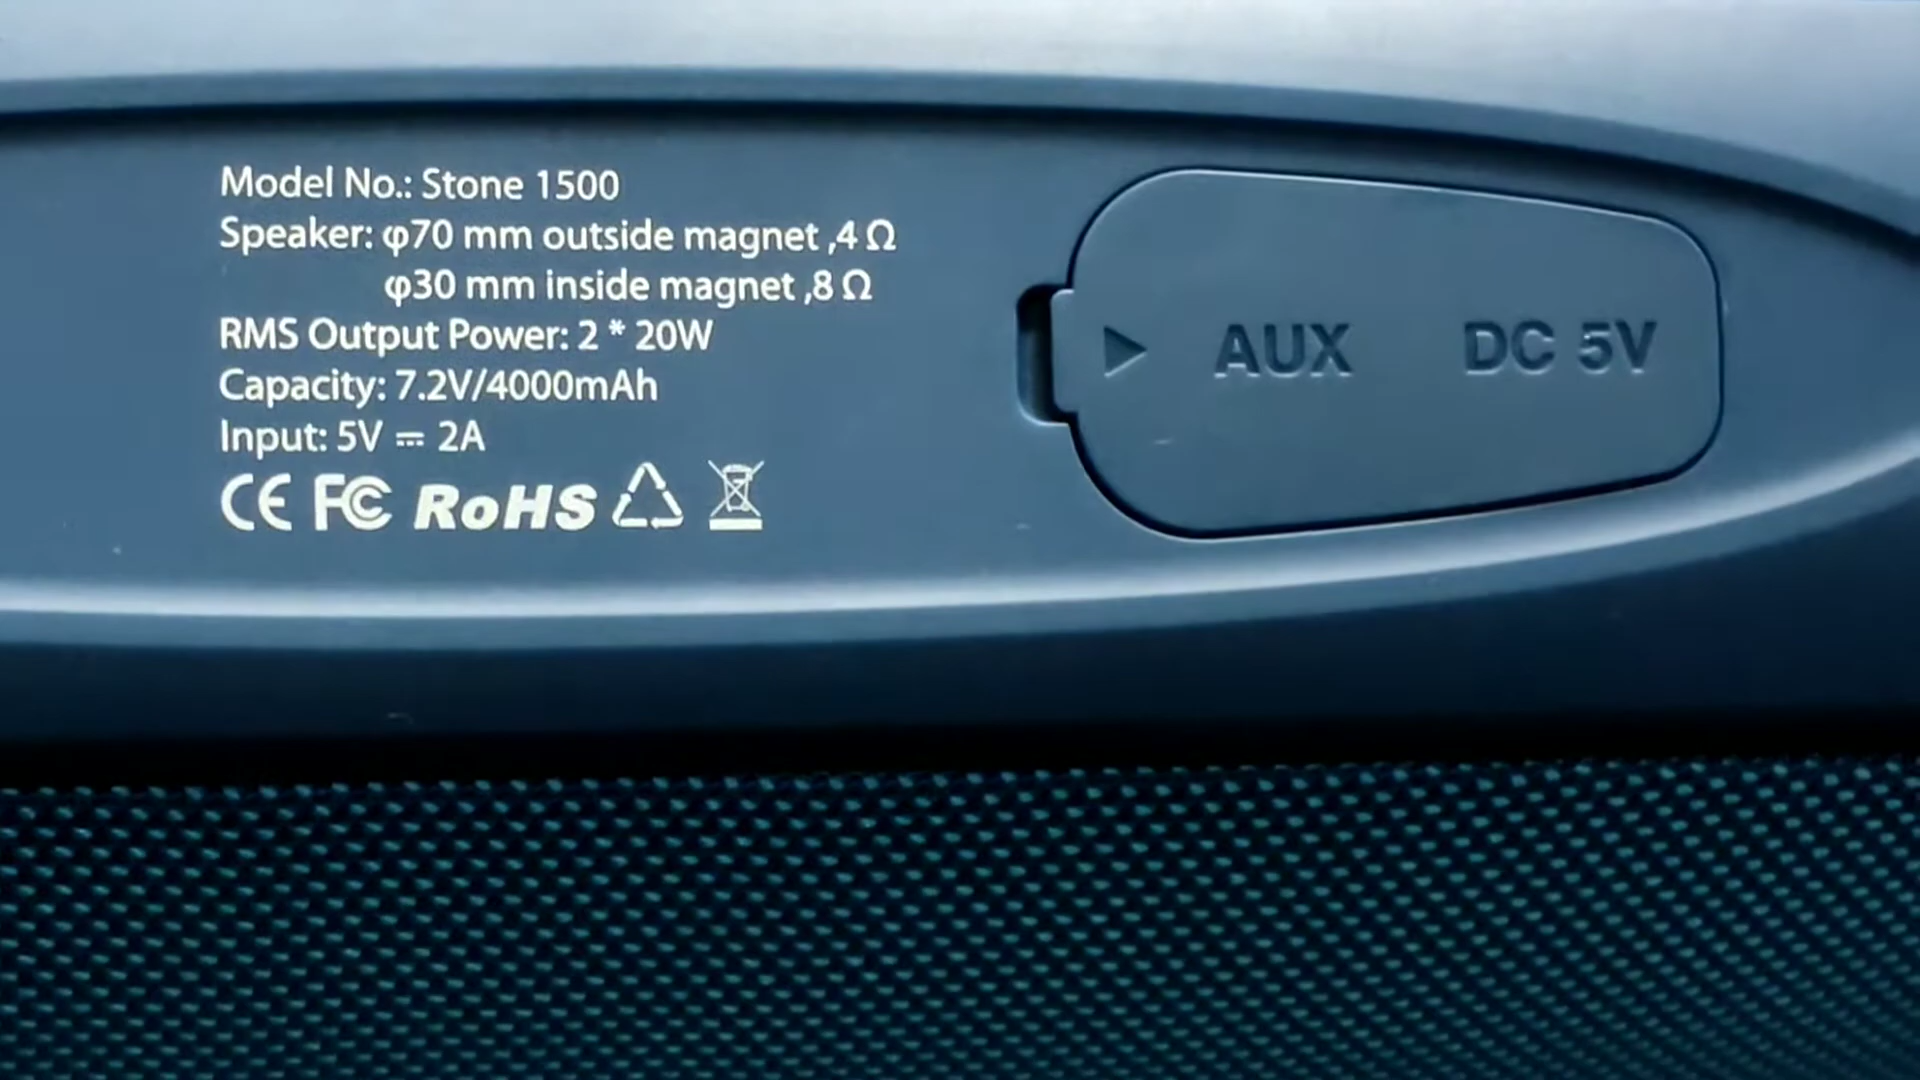 Model No.: Stone 1500
Speaker: φ70 mm outside magnet ,4 Ω
φ30 mm inside magnet ,8 Ω
RMS Output Power: 2 * 20W
Capacity: 7.2V/4000mAh
Input: 5V ⎓ 2A
CE FC RoHS
AUX DC 5V